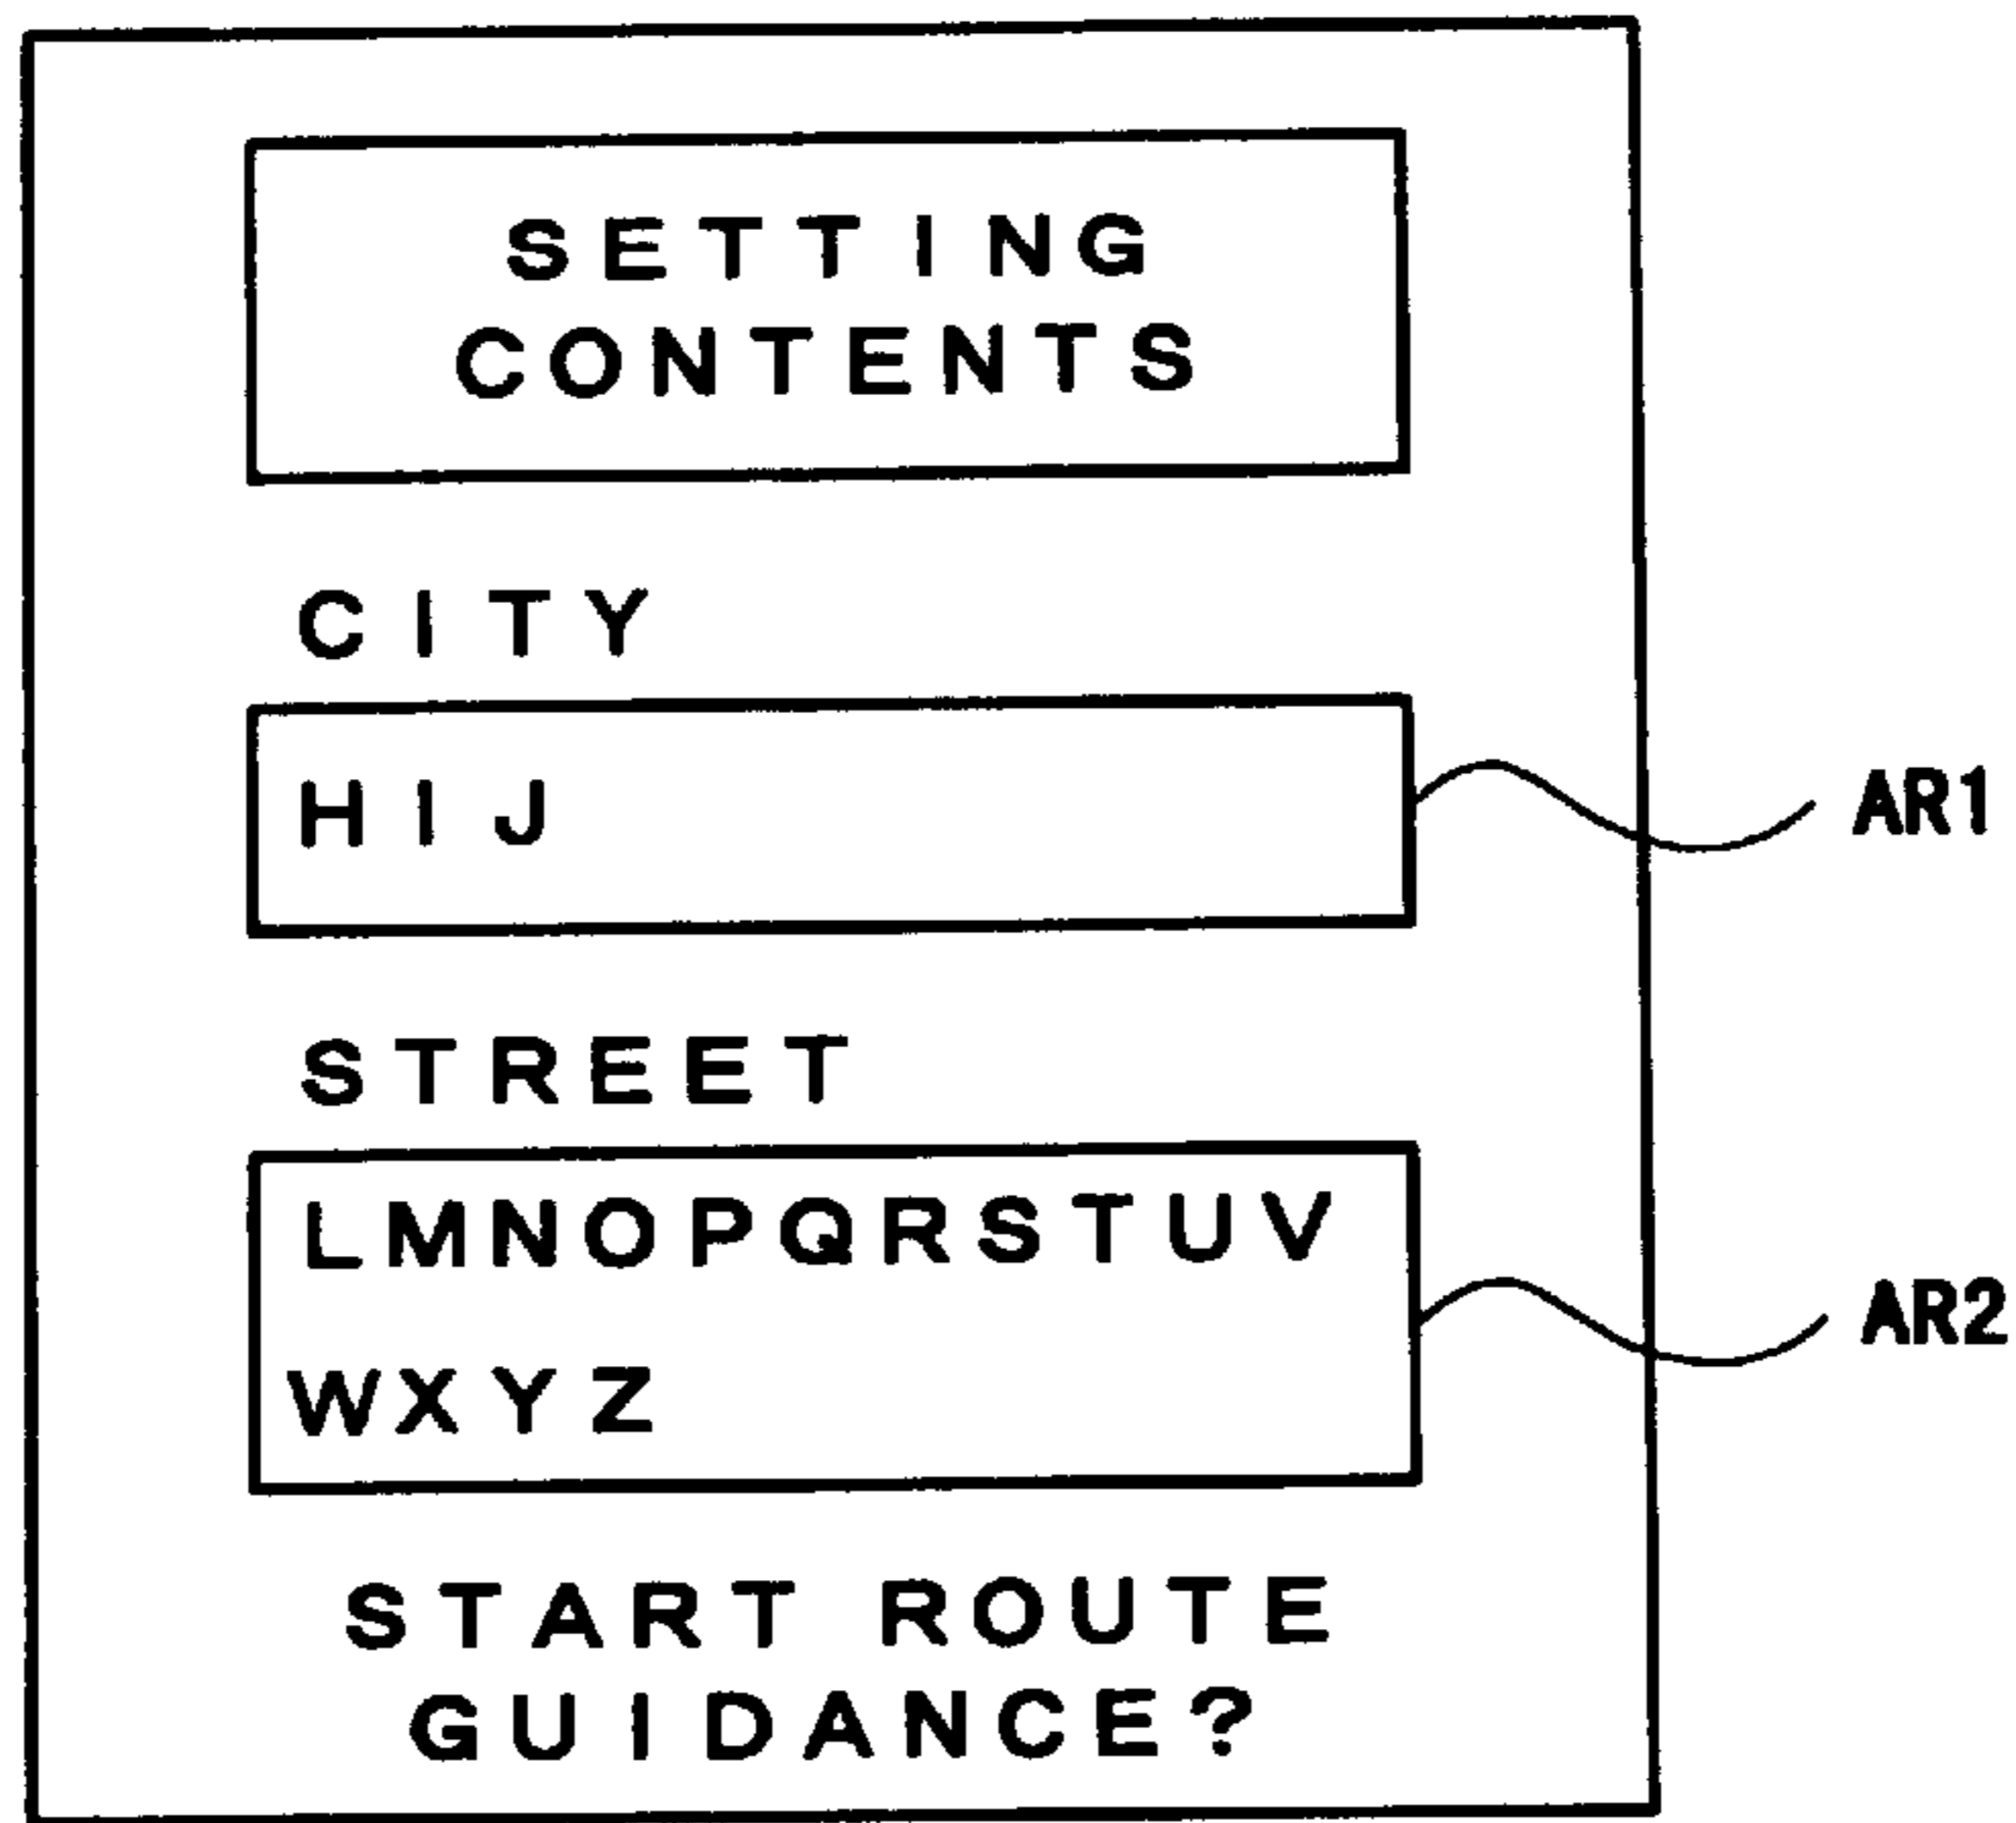 SETTING
CONTENTS
CITY
HIJ
AR1
STREET
LMNOPQRSTUV
WXYZ
AR2
START ROUTE
GUIDANCE?